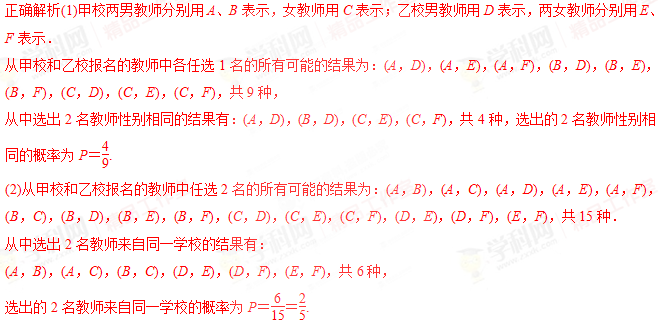 正确解析(1)甲校两男教师分别用A、B表示，女教师用C表示；乙校男教师用D表示，两女教师分别用E、
F表示．
从甲校和乙校报名的教师中各任选1名的所有可能的结果为：(A，D)，(A，E)，(A，F)，(B，D)，(B，E)，
(B，F)，(C，D)，(C，E)，(C，F)，共9种，
从中选出2名教师性别相同的结果有：(A，D)，(B，D)，(C，E)，(C，F)，共4种，选出的2名教师性别相
同的概率为P=4/9.
(2)从甲校和乙校报名的教师中任选2名的所有可能的结果为：(A，B)，(A，C)，(A，D)，(A，E)，(A，F)，
(B，C)，(B，D)，(B，E)，(B，F)，(C，D)，(C，E)，(C，F)，(D，E)，(D，F)，(E，F)，共15种．
从中选出2名教师来自同一学校的结果有：
(A，B)，(A，C)，(B，C)，(D，E)，(D，F)，(E，F)，共6种，
选出的2名教师来自同一学校的概率为P=6/15=2/5.